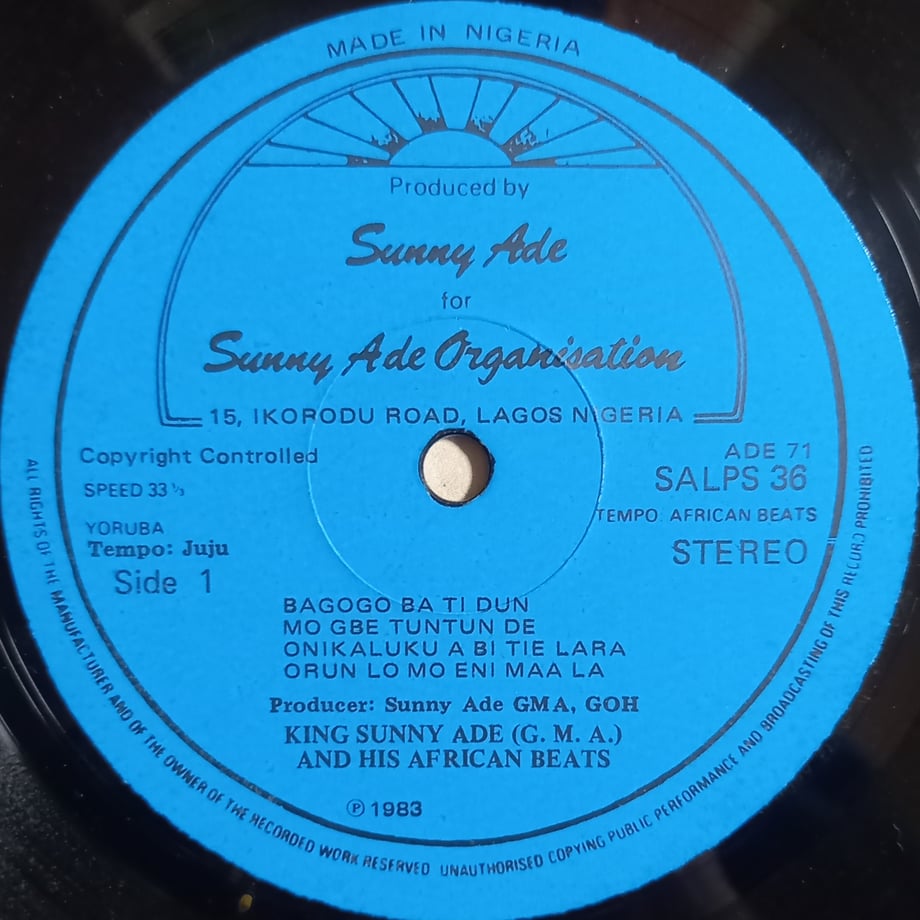 MADE IN NIGERIA
Produced by
Sunny Ade
for
Sunny Ade Organisation
15, IKORODU ROAD, LAGOS NIGERIA
Copyright Controlled
SPEED 33⅓
YORUBA
Tempo: Juju
Side 1
ADE 71
SALPS 36
TEMPO: AFRICAN BEATS
STEREO
BAGOGO BA TI DUN
MO GBE TUNTUN DE
ONIKALUKU A BI TIE LARA
ORUN LO MO ENI MAA LA
Producer: Sunny Ade GMA, GOH
KING SUNNY ADE (G. M. A.)
AND HIS AFRICAN BEATS
Ⓟ 1983
ALL RIGHTS OF THE MANUFACTURER AND OF THE OWNER OF THE RECORDED WORK RESERVED UNAUTHORISED COPYING PUBLIC PERFORMANCE AND BROADCASTING OF THIS RECORD PROHIBITED